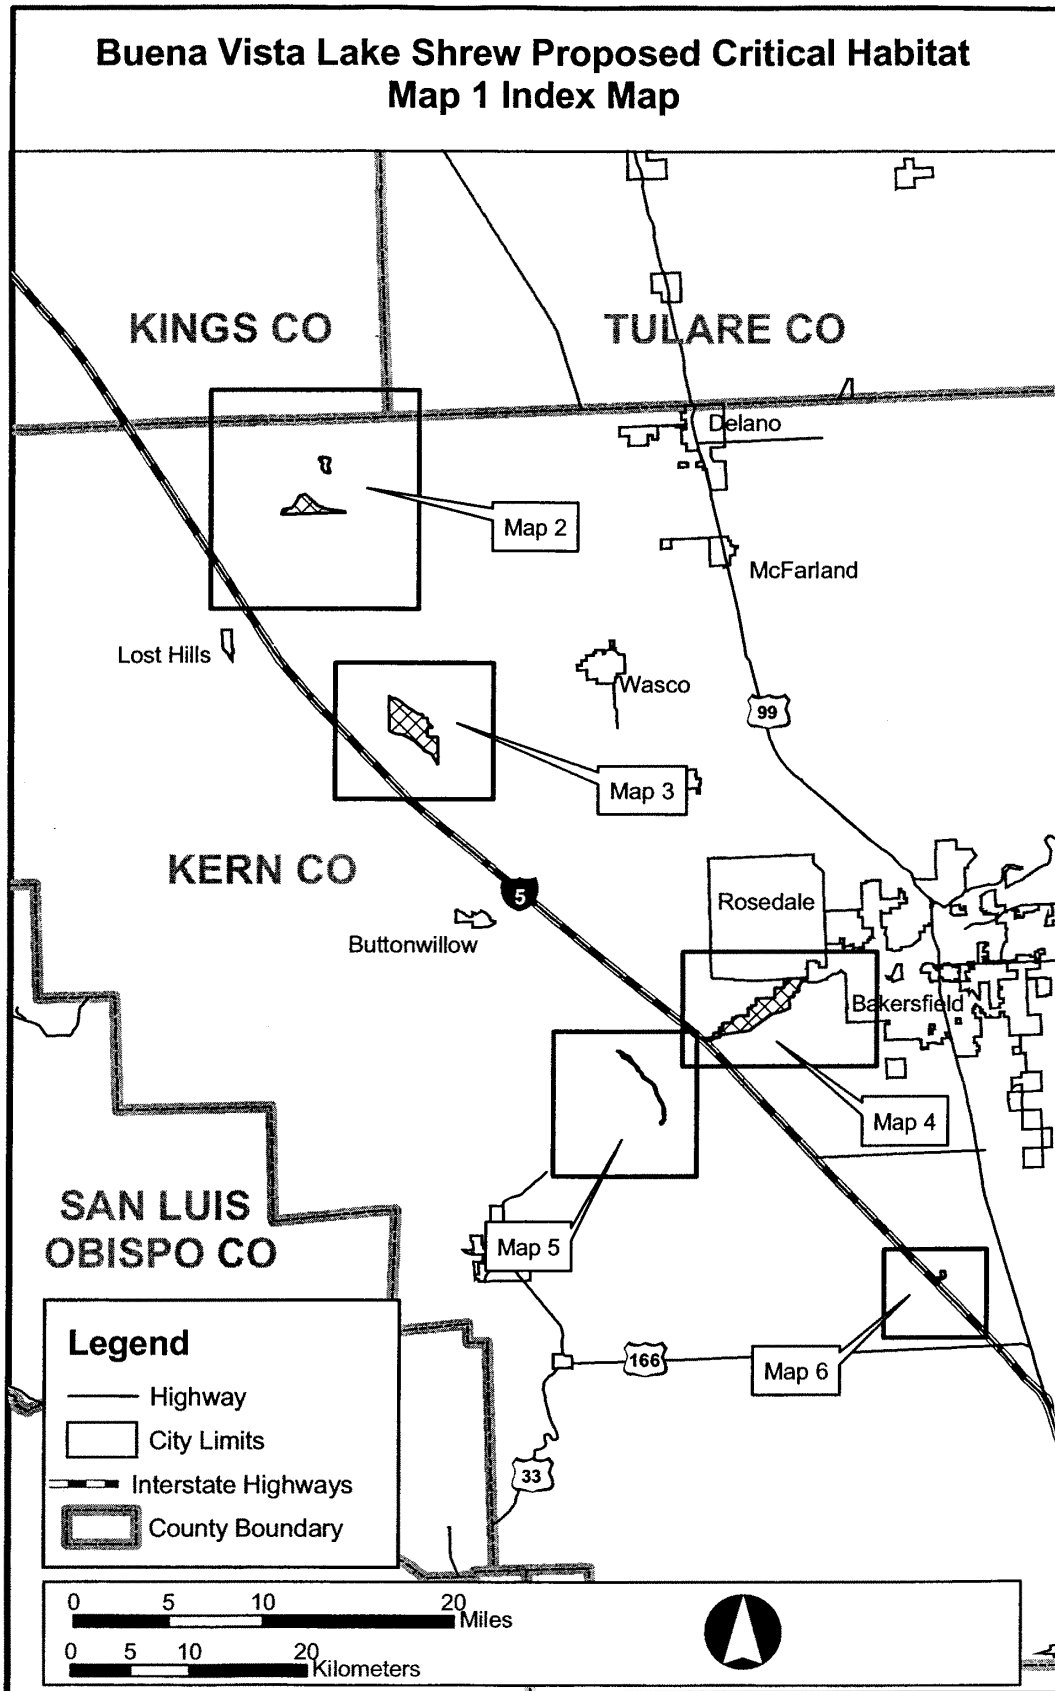 Buena Vista Lake Shrew Proposed Critical Habitat
Map 1 Index Map
KINGS CO
TULARE CO
Delano
Map 2
McFarland
Lost Hills
Wasco
99
Map 3
KERN CO
5
Rosedale
Buttonwillow
Bakersfield
Map 4
SAN LUIS
OBISPO CO
Map 5
166
Map 6
33
Legend
Highway
City Limits
Interstate Highways
County Boundary
0 5 10 20
Miles
0 5 10 20
Kilometers